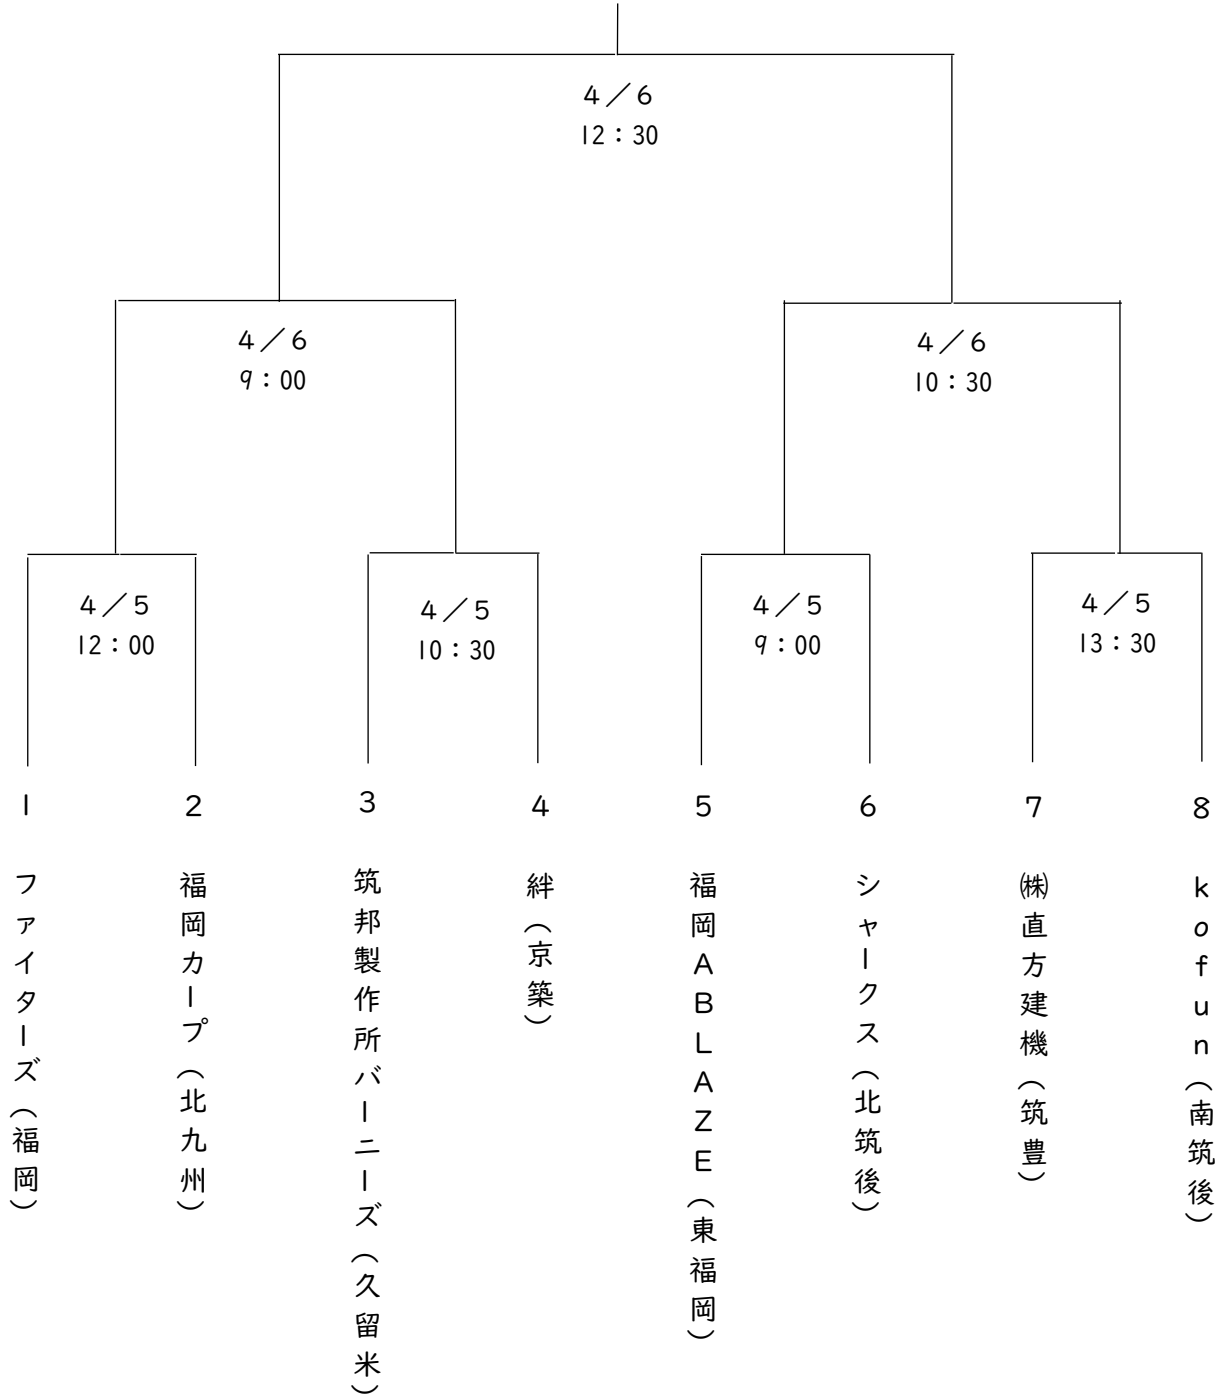 4／6
12：30
4／6
9：00
4／6
10：30
4／5
12：00
4／5
10：30
4／5
9：00
4／5
13：30
1 ファイターズ（福岡）
2 福岡カープ（北九州）
3 筑邦製作所バーニーズ（久留米）
4 絆（京築）
5 福岡ABLAZE（東福岡）
6 シャークス（北筑後）
7 ㈱直方建機（筑豊）
8 kofun（南筑後）